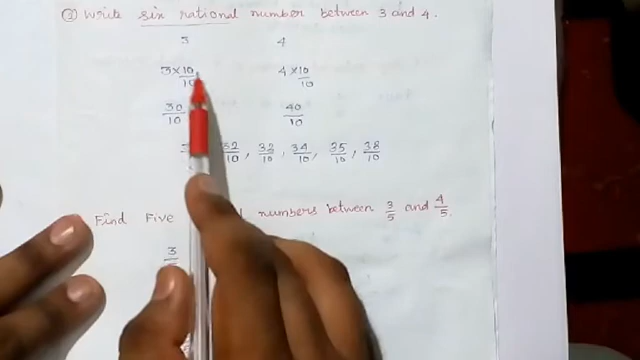 ③ Write six rational number between 3 and 4.
3 4
3×10/10 4×10/10
30/10 40/10
32/10, 32/10, 34/10, 35/10, 38/10
Find Five numbers between 3/5 and 4/5.
3